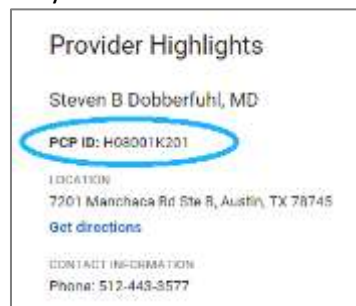 Provider Highlights
Steven B Dobberfuhl, MD
PCP ID: H08001K201
LOCATION
7201 Manchaca Rd Ste B, Austin, TX 78745
Get directions
CONTACT INFORMATION
Phone: 512-443-3577